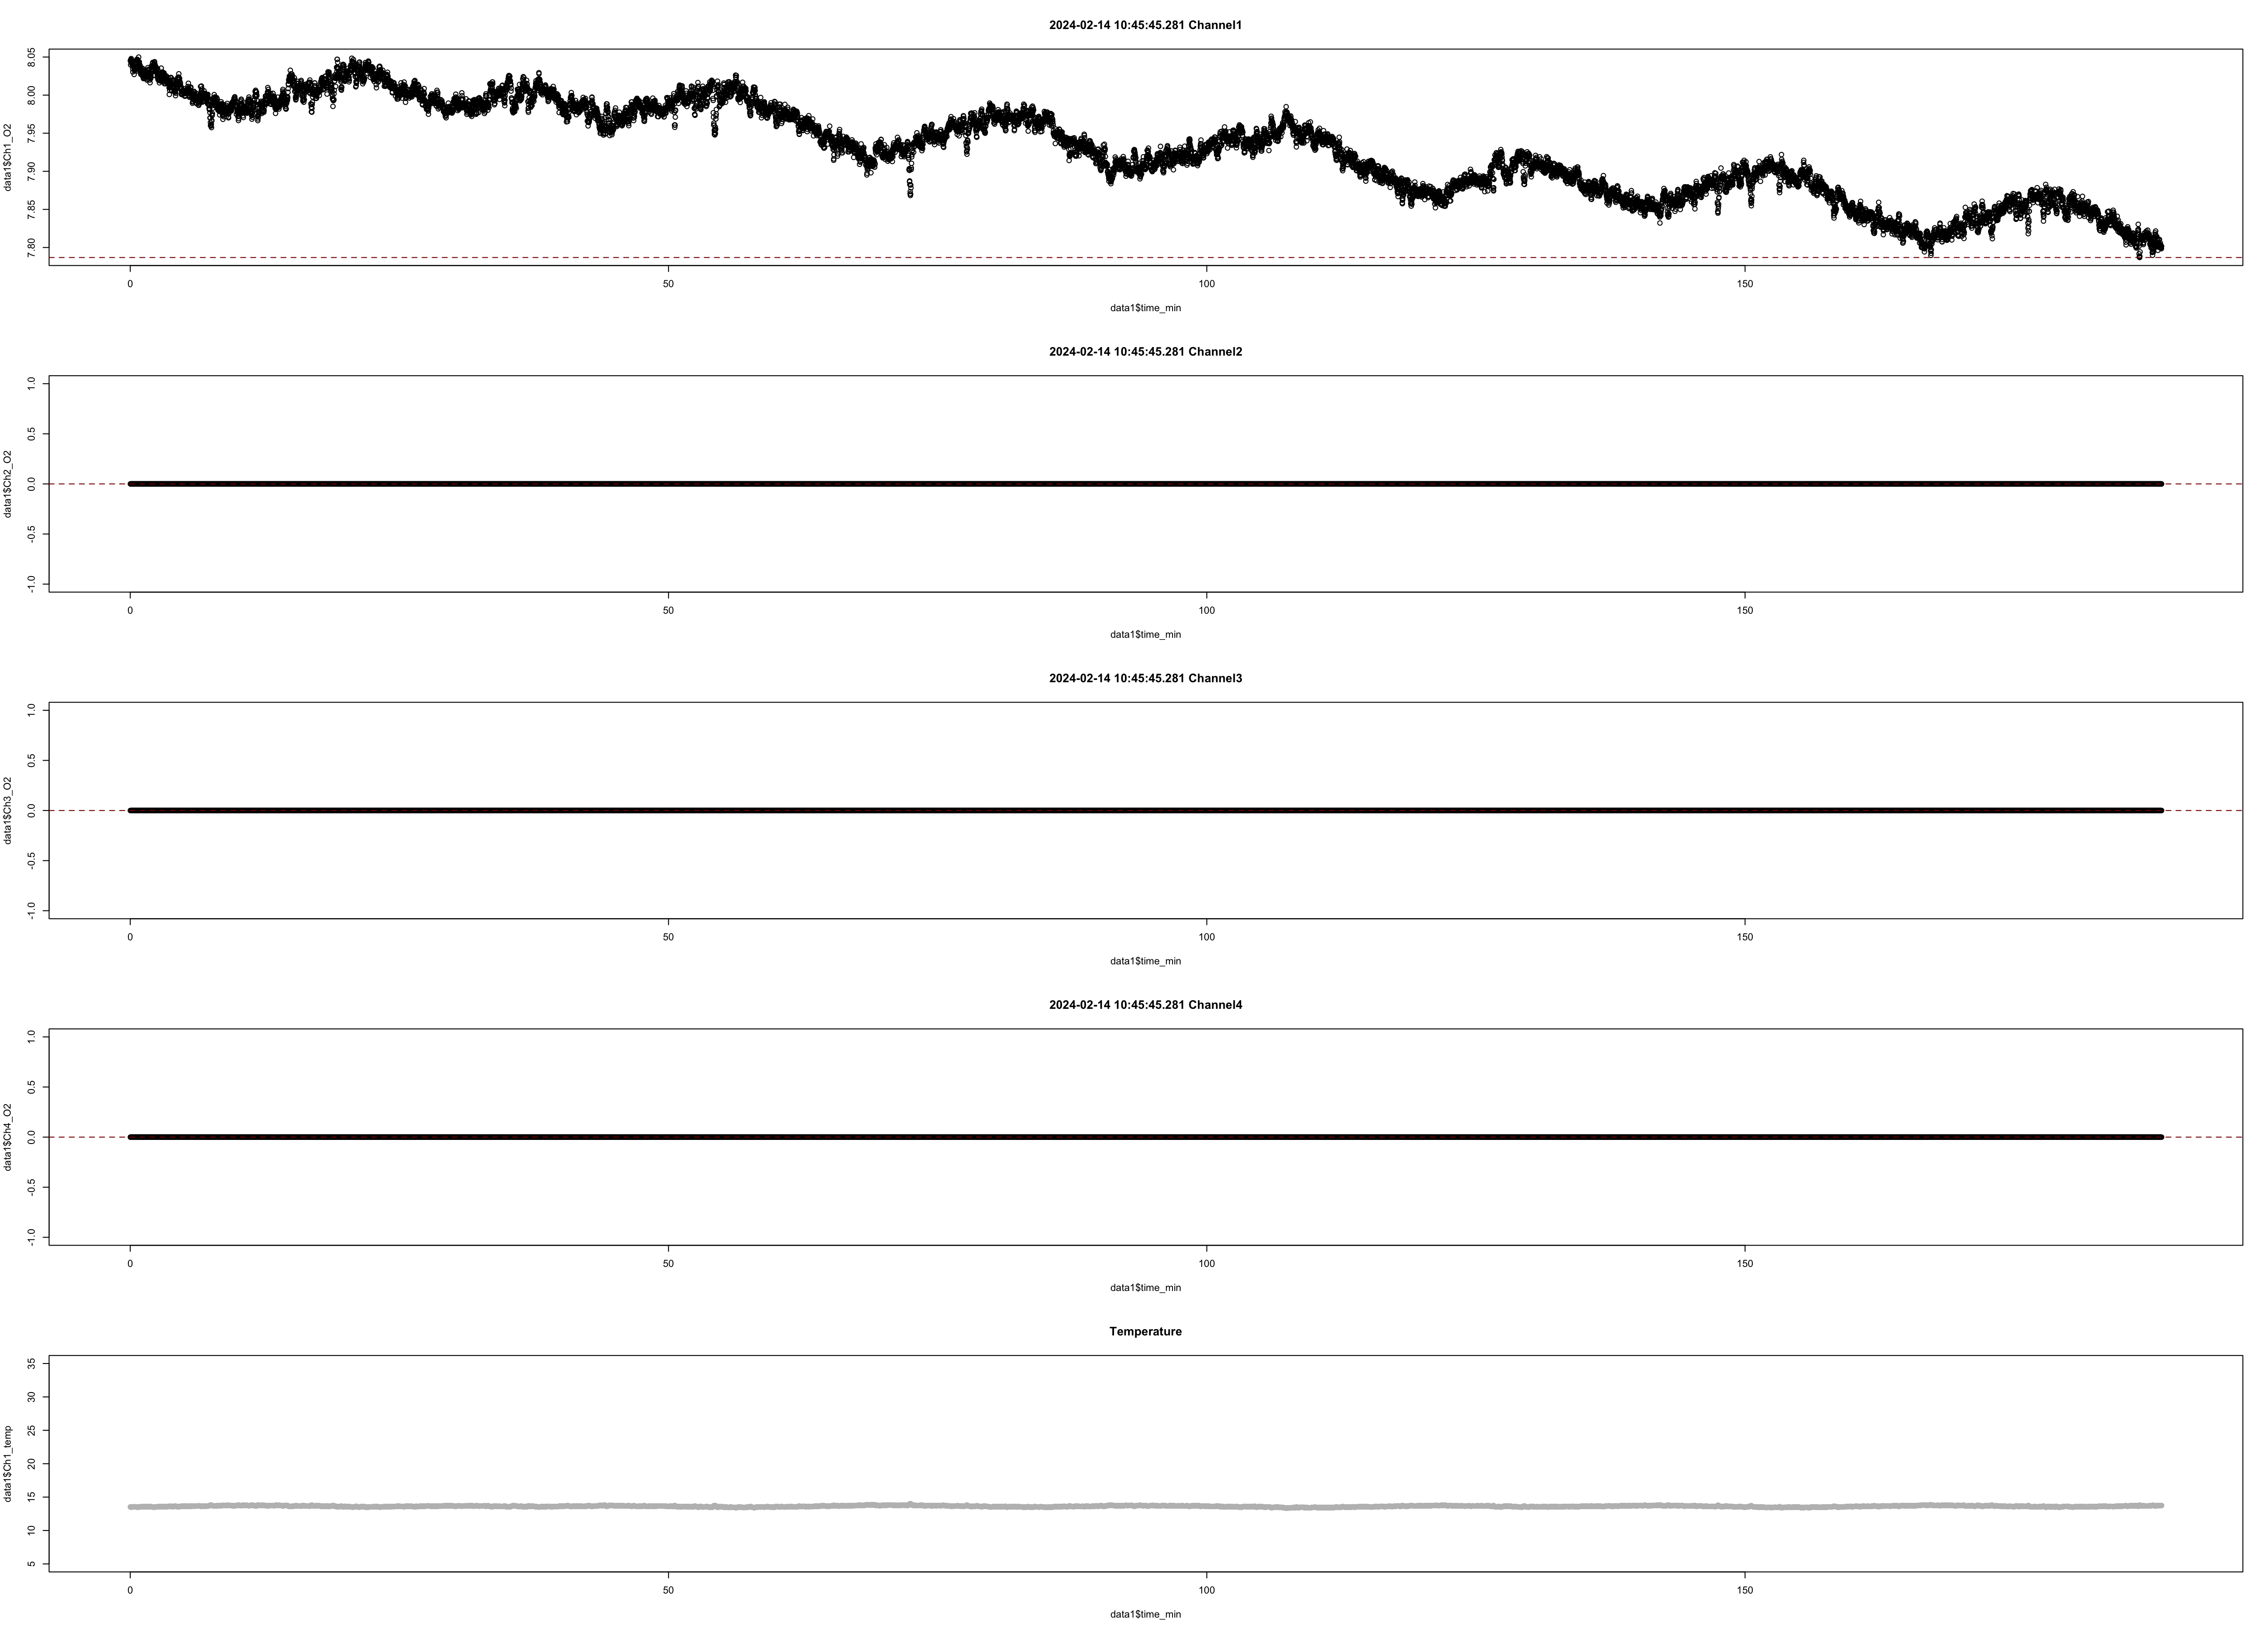 2024-02-14 10:45:45.281 Channel1
data1$Ch1_O2
8.05
8.00
7.95
7.90
7.85
7.80
0 50 100 150
data1$time_min
2024-02-14 10:45:45.281 Channel2
data1$Ch2_O2
1.0
0.5
0.0
-0.5
-1.0
0 50 100 150
data1$time_min
2024-02-14 10:45:45.281 Channel3
data1$Ch3_O2
1.0
0.5
0.0
-0.5
-1.0
0 50 100 150
data1$time_min
2024-02-14 10:45:45.281 Channel4
data1$Ch4_O2
1.0
0.5
0.0
-0.5
-1.0
0 50 100 150
data1$time_min
Temperature
data1$Ch1_temp
35
30
25
20
15
10
5
0 50 100 150
data1$time_min